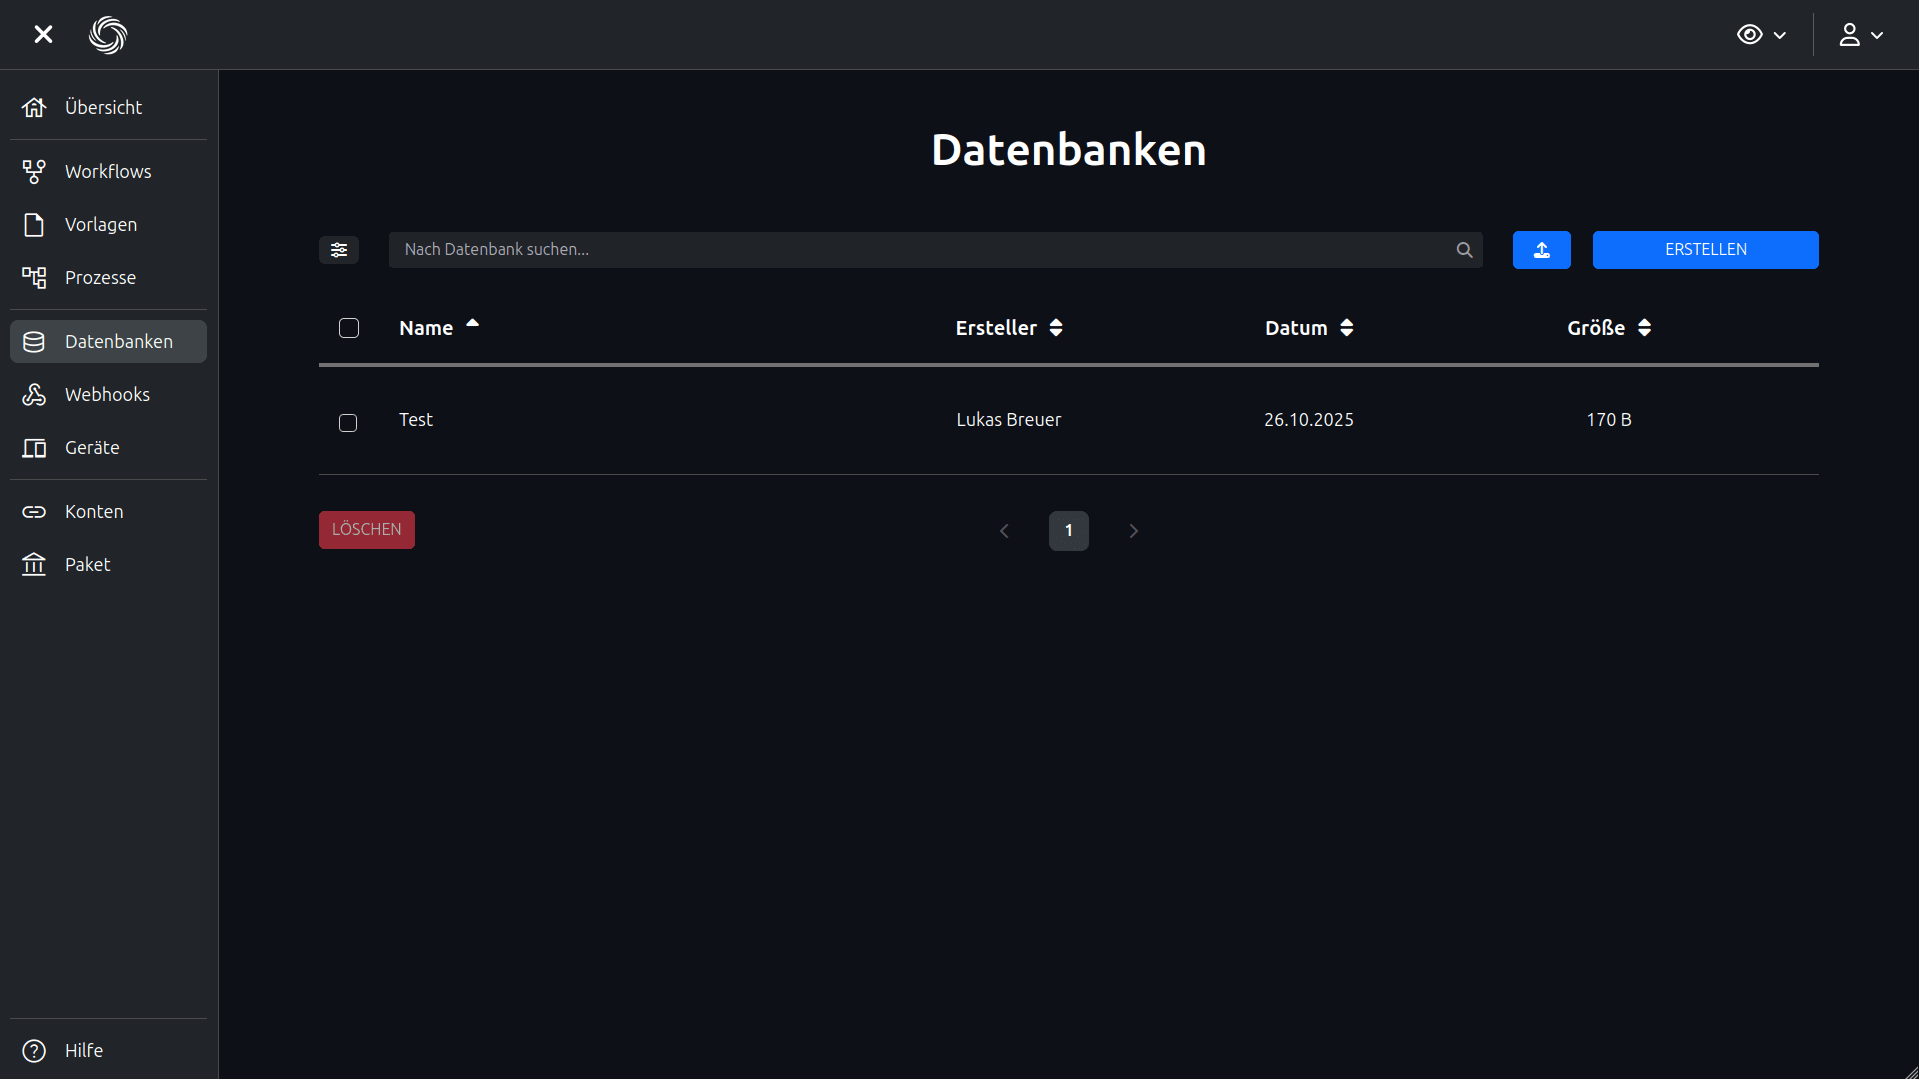 Übersicht
Workflows
Vorlagen
Prozesse
Datenbanken
Webhooks
Geräte
Konten
Paket
Hilfe
Datenbanken
Nach Datenbank suchen...
ERSTELLEN
Name Ersteller Datum Größe
Test Lukas Breuer 26.10.2025 170 B
LÖSCHEN
1